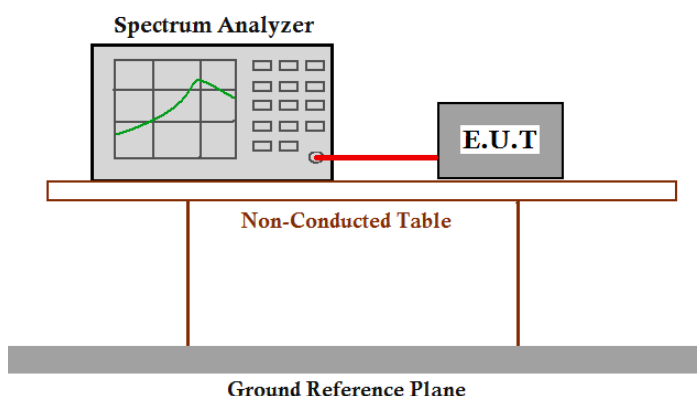 Spectrum Analyzer
E.U.T
Non-Conducted Table
Ground Reference Plane